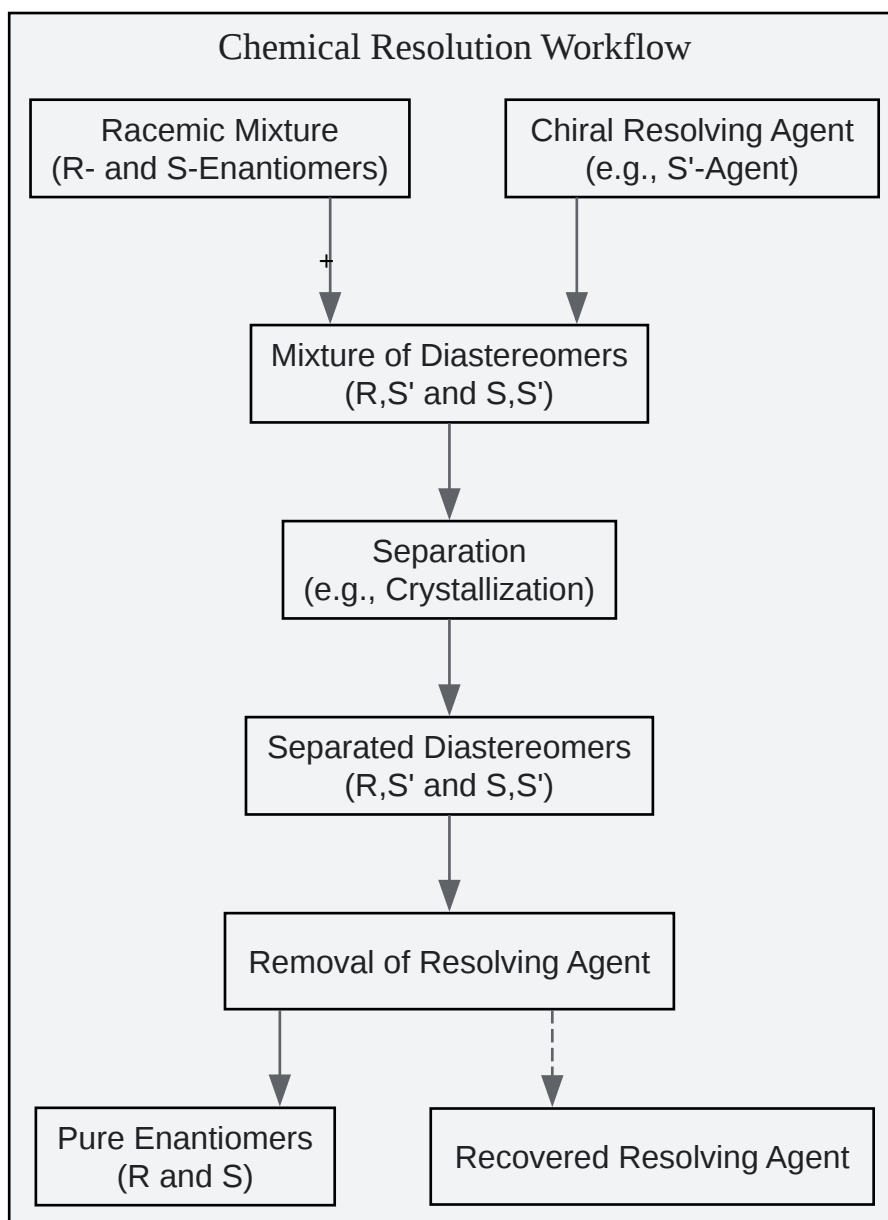 Chemical Resolution Workflow
Racemic Mixture
(R- and S-Enantiomers)
Chiral Resolving Agent
(e.g., S'-Agent)
+
Mixture of Diastereomers
(R,S' and S,S')
Separation
(e.g., Crystallization)
Separated Diastereomers
(R,S' and S,S')
Removal of Resolving Agent
Pure Enantiomers
(R and S)
Recovered Resolving Agent